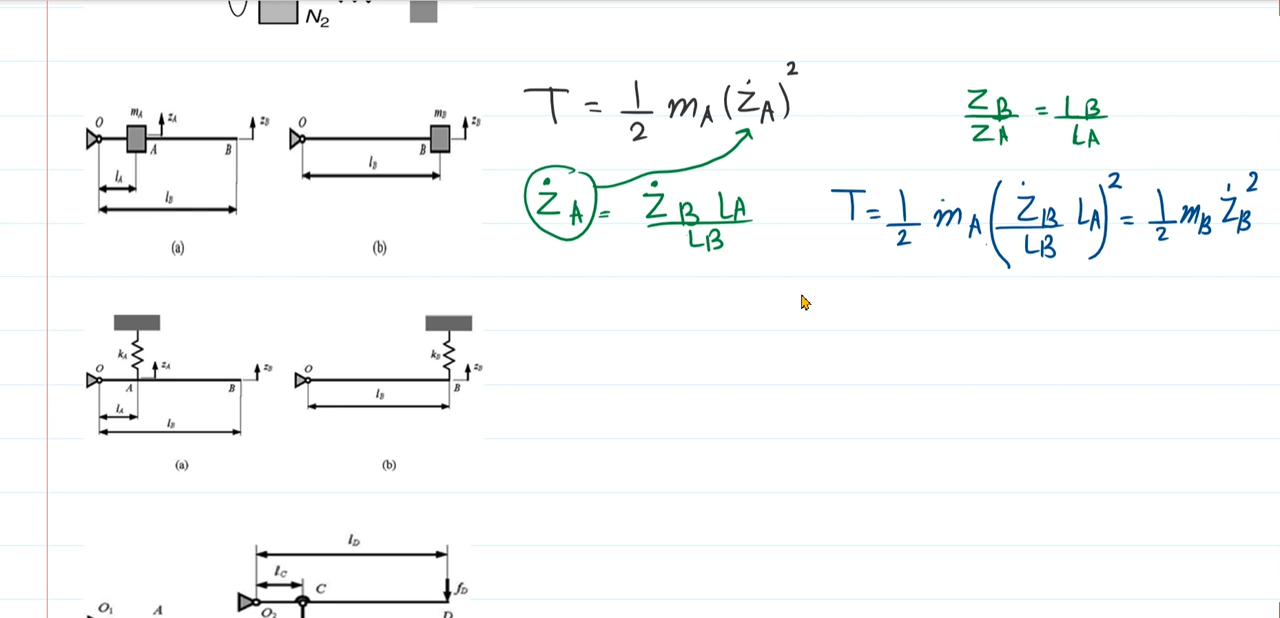 N₂
mA zA zB
O A B
lA
lB
(a)
O mB zB
B
lB
(b)
T = 1/2 mA (ŻA)²
ZB/ZA = LB/LA
ŻA = ŻB LA/LB
T = 1/2 mA (ŻB/LB LA)² = 1/2 mB ŻB²
kA zA zB
O A B
lA
lB
(a)
kB zB
O B
lB
(b)
lD
lC C fD
O₁ A O₂ D